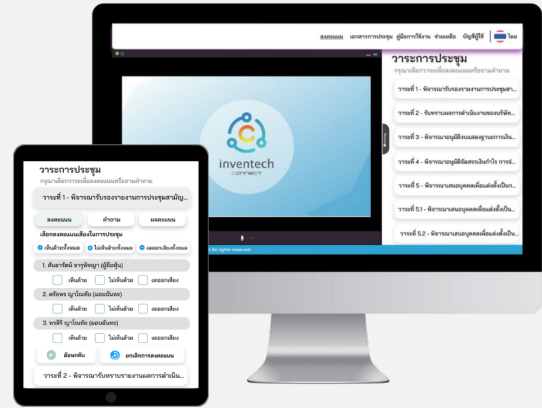 ลงคะแนน เอกสารการประชุม คู่มือการใช้งาน ช่วยเหลือ บัญชีผู้ใช้ ไทย
วาระการประชุม
กรุณาเลือกวาระเพื่อลงคะแนนหรือถามคำถาม
วาระที่ 1 - พิจารณารับรองรายงานการประชุมสา...
วาระที่ 2 - รับทราบผลการดำเนินงานของบริษัท...
วาระที่ 3 - พิจารณาอนุมัติงบแสดงฐานะการเงิน...
วาระที่ 4 - พิจารณาอนุมัติจัดสรรเงินกำไร การจ่...
วาระที่ 5 - พิจารณาเสนอบุคคลเพื่อแต่งตั้งเป็นก...
วาระที่ 5.1 - พิจารณาเสนอบุคคลเพื่อแต่งตั้งเป็น...
วาระที่ 5.2 - พิจารณาเสนอบุคคลเพื่อแต่งตั้งเป็น...
inventech
CONNECT
All rights reserved.
วาระการประชุม
กรุณาเลือกวาระเพื่อลงคะแนนหรือถามคำถาม
วาระที่ 1 - พิจารณารับรองรายงานการประชุมสามัญ...
ลงคะแนน คำถาม ผลคะแนน
เลือกลงคะแนนเสียงในการประชุม
เห็นด้วยทั้งหมด ไม่เห็นด้วยทั้งหมด งดออกเสียงทั้งหมด
1. สันธารัตน์ จารุพิชญา (ผู้ถือหุ้น)
เห็นด้วย ไม่เห็นด้วย งดออกเสียง
2. ตรัยพร ญาโณทัย (มอบฉันทะ)
เห็นด้วย ไม่เห็นด้วย งดออกเสียง
3. พรสิริ ญาโณทัย (มอบฉันทะ)
เห็นด้วย ไม่เห็นด้วย งดออกเสียง
ย้อนกลับ ยกเลิกการลงคะแนน
วาระที่ 2 - พิจารณารับทราบรายงานผลการดำเนิน...